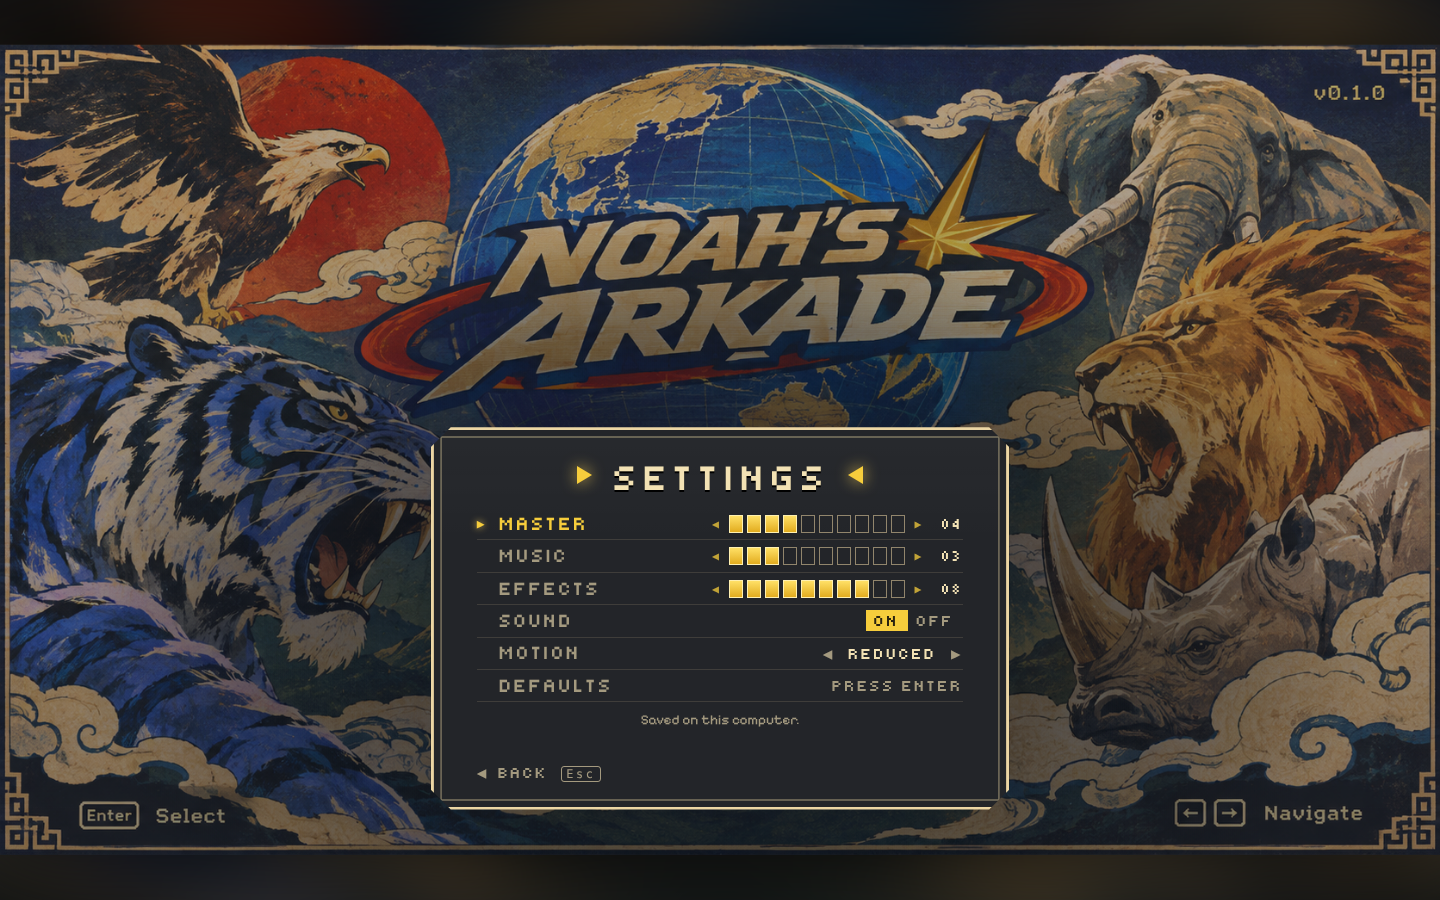 v0.1.0
NOAH'S
ARKADE
SETTINGS
MASTER 04
MUSIC 03
EFFECTS 08
SOUND ON OFF
MOTION REDUCED
DEFAULTS PRESS ENTER
Saved on this computer.
BACK Esc
Enter Select
← → Navigate